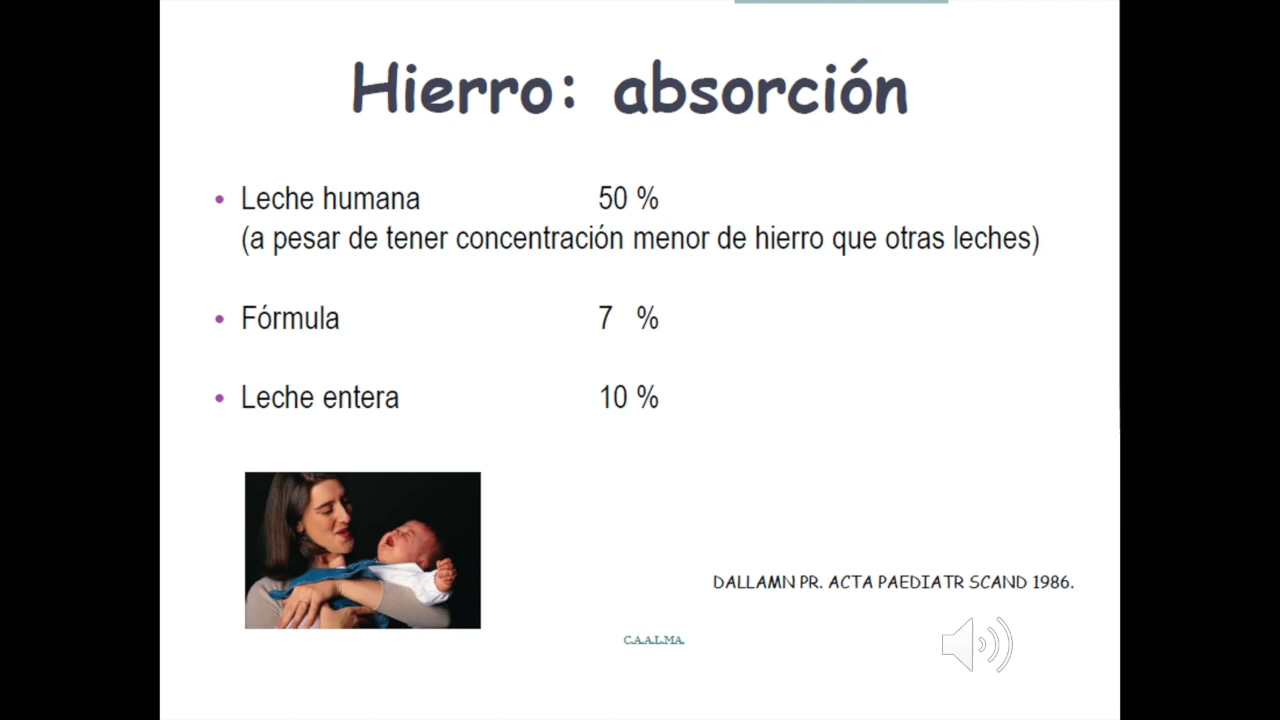 Hierro: absorción
• Leche humana 50 %
(a pesar de tener concentración menor de hierro que otras leches)
• Fórmula 7 %
• Leche entera 10 %
DALLAMN PR. ACTA PAEDIATR SCAND 1986.
C.A.A.L.MA.